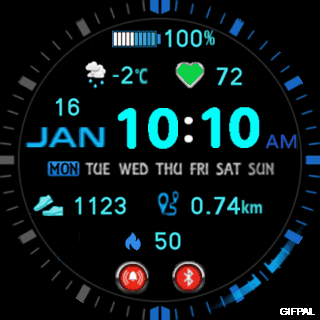 100%
-2°C 72
16
JAN 10:10 AM
MON TUE WED THU FRI SAT SUN
1123 0.74km
50
GIFPAL